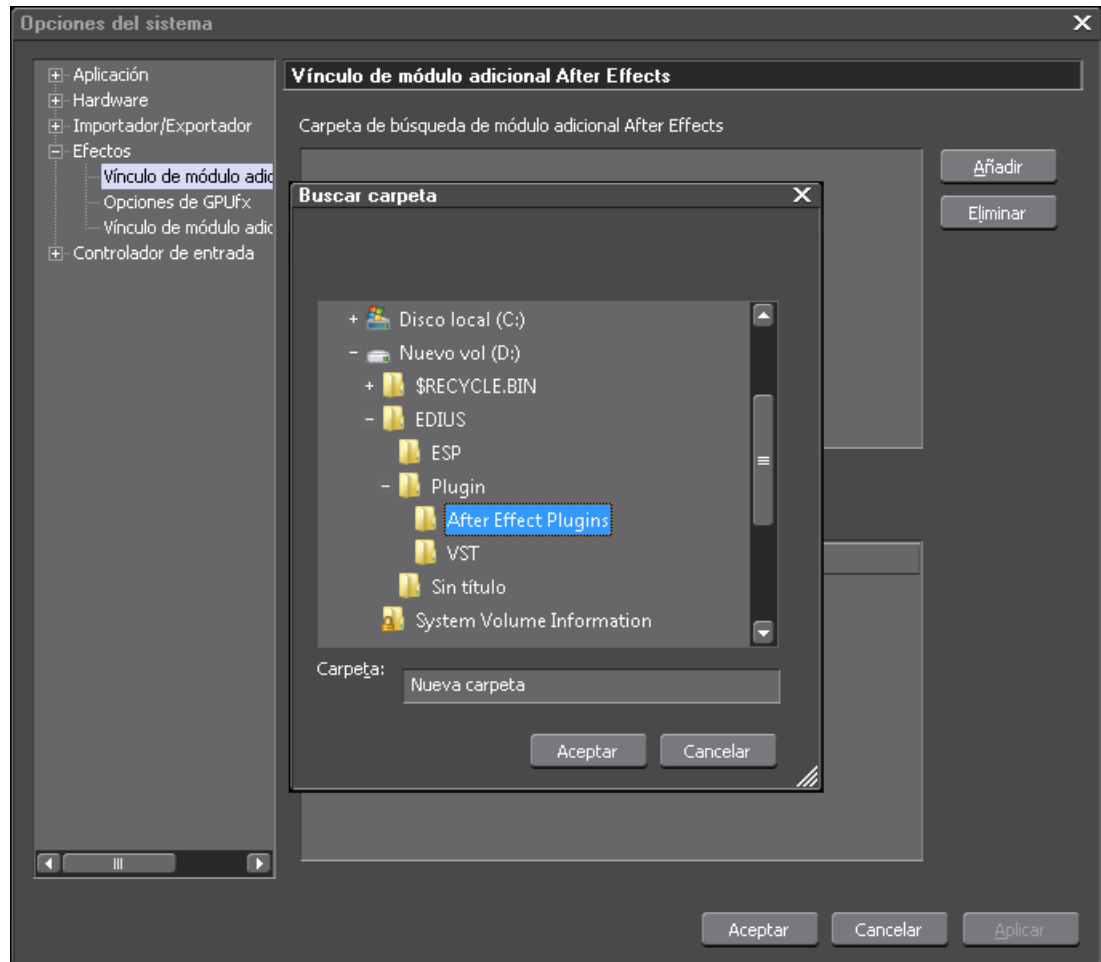 Opciones del sistema
Aplicación
Hardware
Importador/Exportador
Efectos
Vínculo de módulo adic
Opciones de GPUfx
Vínculo de módulo adic
Controlador de entrada
Vínculo de módulo adicional After Effects
Carpeta de búsqueda de módulo adicional After Effects
Añadir
Eliminar
Buscar carpeta
Disco local (C:)
Nuevo vol (D:)
$RECYCLE.BIN
EDIUS
ESP
Plugin
After Effect Plugins
VST
Sin título
System Volume Information
Carpeta:
Nueva carpeta
Aceptar
Cancelar
Aceptar
Cancelar
Aplicar